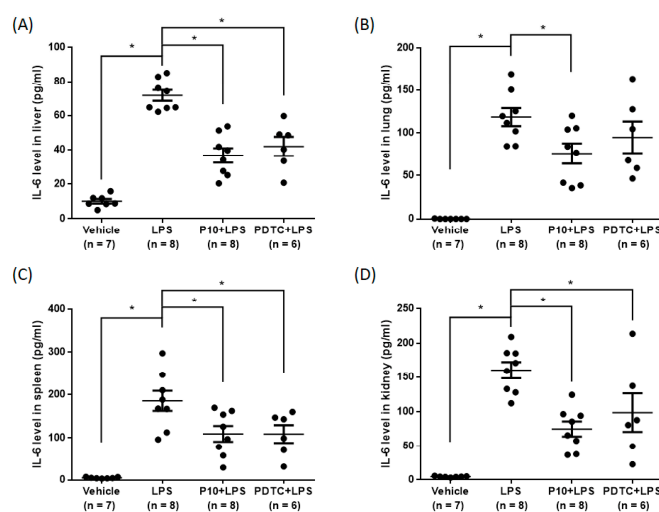 (A)
IL-6 level in liver (pg/ml)
100
80
60
40
20
0
* * *
Vehicle LPS P10+LPS PDTC+LPS
(n = 7) (n = 8) (n = 8) (n = 6)
(B)
IL-6 level in lung (pg/ml)
200
150
100
50
0
* *
Vehicle LPS P10+LPS PDTC+LPS
(n = 7) (n = 8) (n = 8) (n = 6)
(C)
IL-6 level in spleen (pg/ml)
400
300
200
100
0
* * *
Vehicle LPS P10+LPS PDTC+LPS
(n = 7) (n = 8) (n = 8) (n = 6)
(D)
IL-6 level in kidney (pg/ml)
250
200
150
100
50
0
* * *
Vehicle LPS P10+LPS PDTC+LPS
(n = 7) (n = 8) (n = 8) (n = 6)